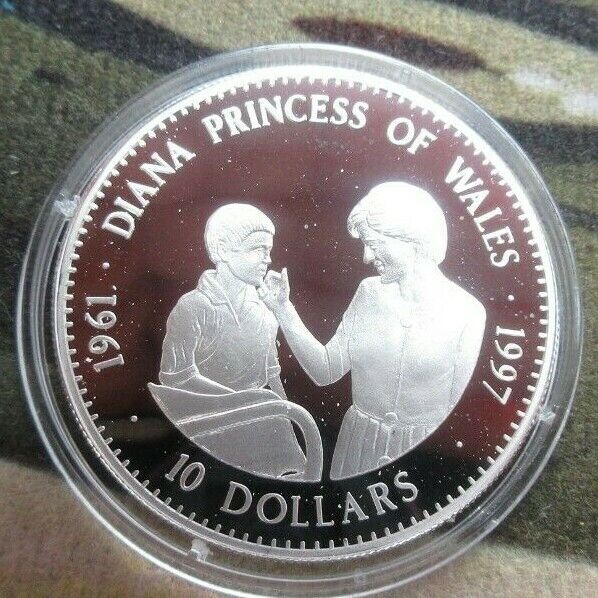 1961 · DIANA PRINCESS OF WALES · 1997
10 DOLLARS